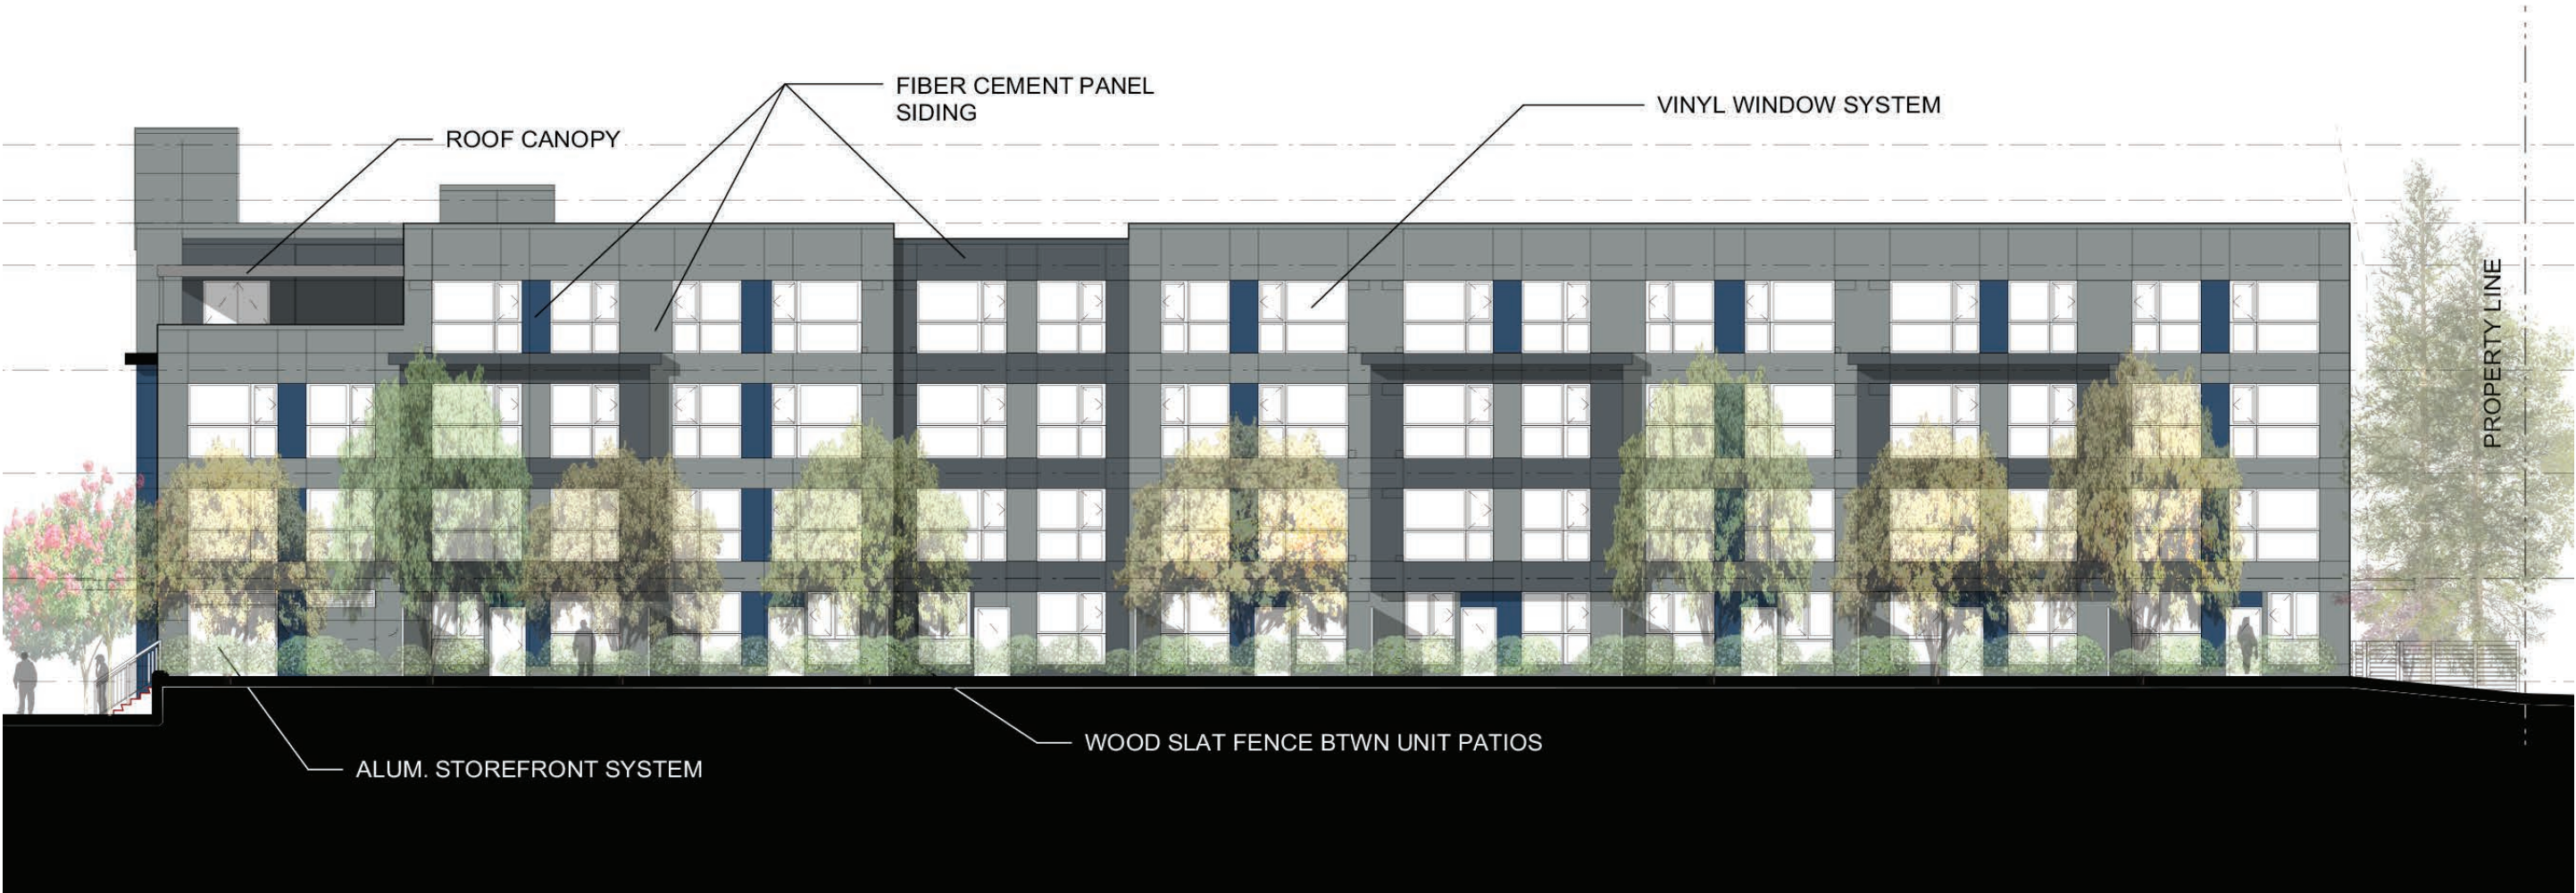 FIBER CEMENT PANEL
SIDING
VINYL WINDOW SYSTEM
ROOF CANOPY
PROPERTY LINE
WOOD SLAT FENCE BTWN UNIT PATIOS
ALUM. STOREFRONT SYSTEM